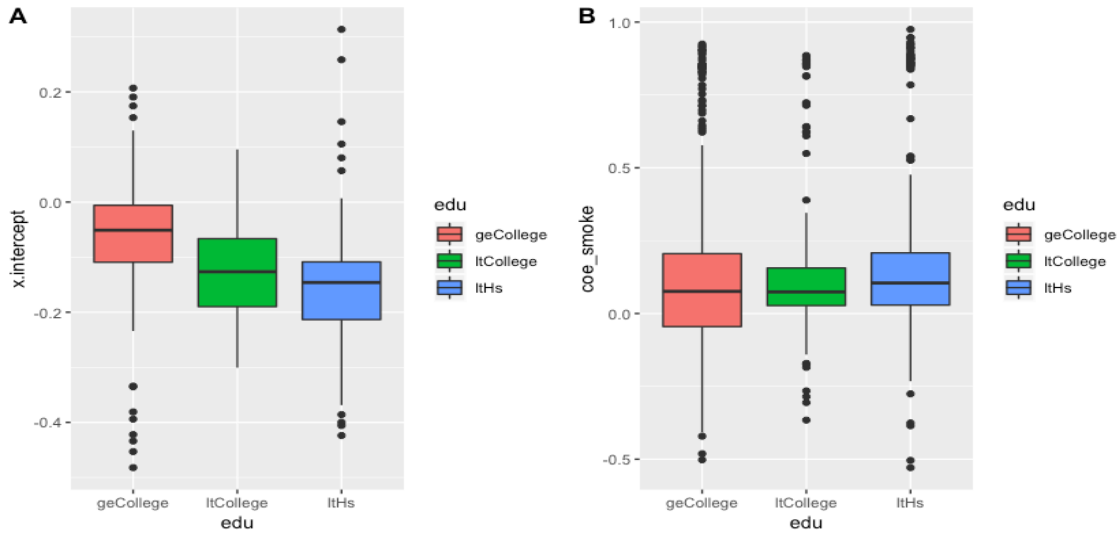 A
x.intercept
0.2
0.0
-0.2
-0.4
geCollege
ltCollege
ltHs
edu
edu
geCollege
ltCollege
ltHs
B
coe_smoke
1.0
0.5
0.0
-0.5
geCollege
ltCollege
ltHs
edu
edu
geCollege
ltCollege
ltHs